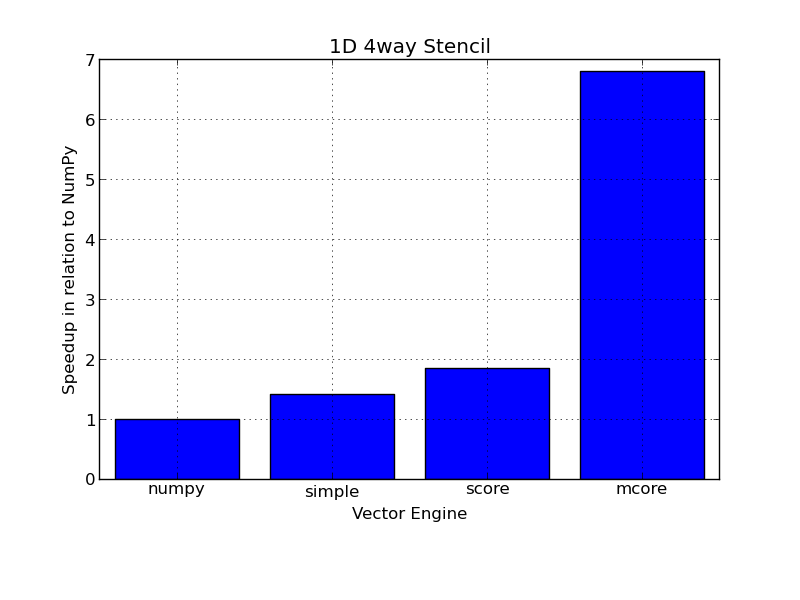 1D 4way Stencil
7
6
5
4
3
2
1
0
Speedup in relation to NumPy
numpy simple score mcore
Vector Engine